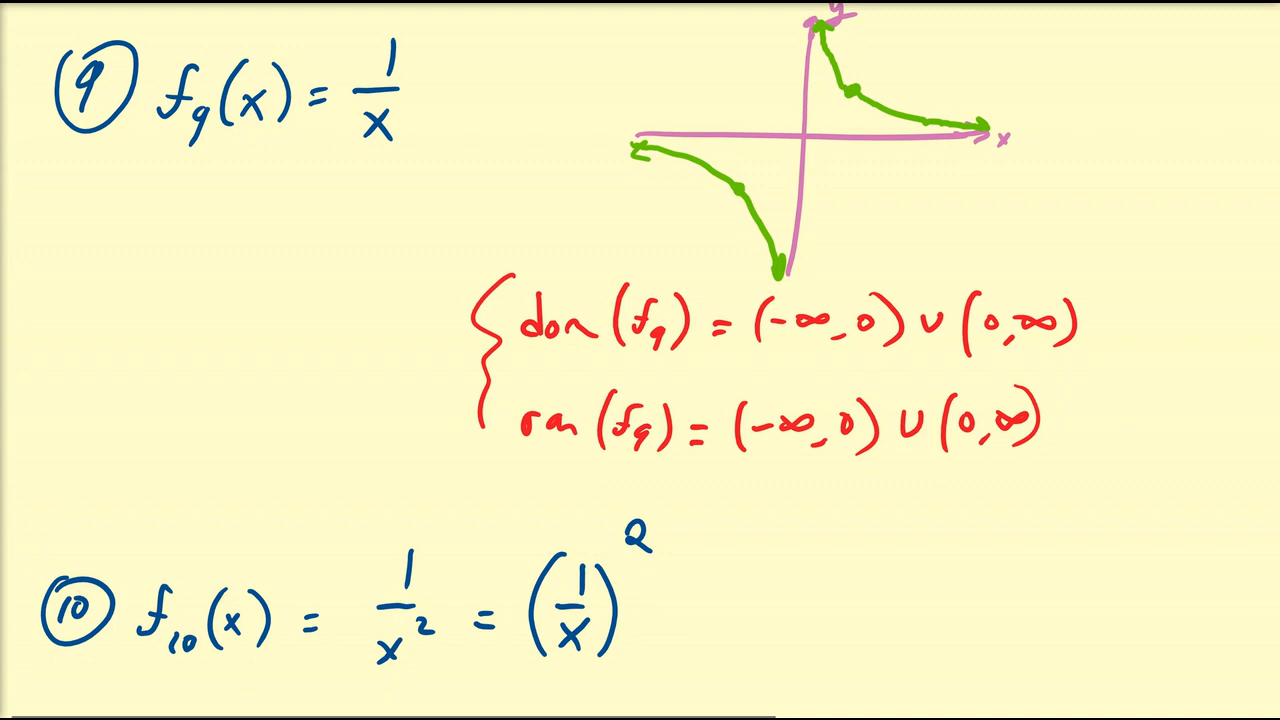 y
⑨ f₉(x) = 1/x
x
dom(f₉) = (-∞, 0) ∪ (0, ∞)
ran(f₉) = (-∞, 0) ∪ (0, ∞)
⑩ f₁₀(x) = 1/x² = (1/x)²